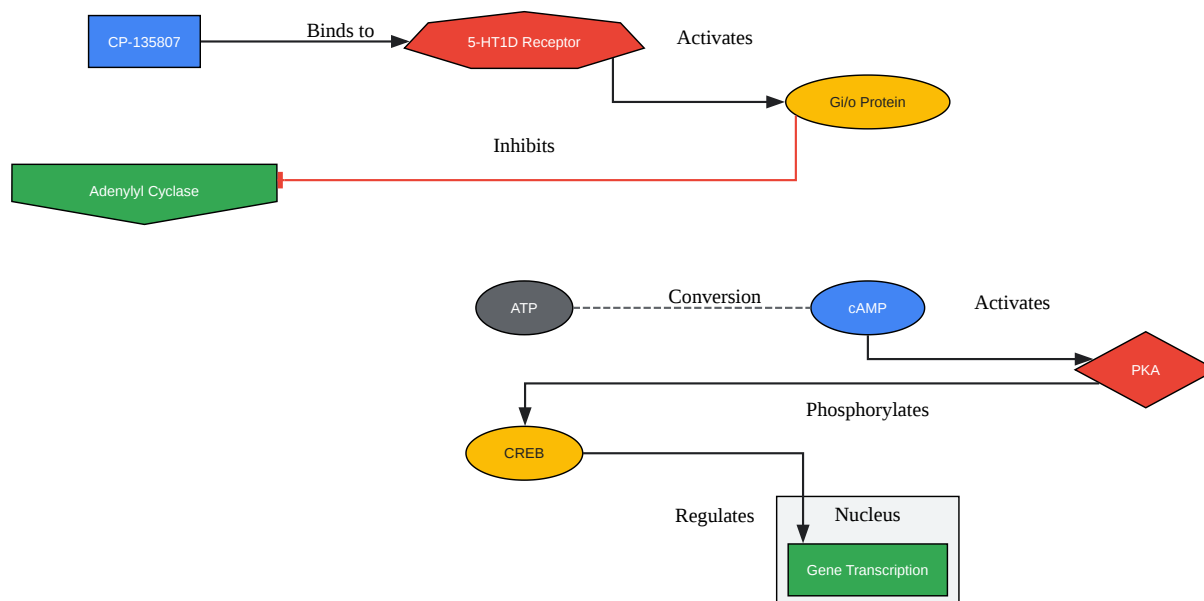 CP-135807
Binds to
5-HT1D Receptor
Activates
Gi/o Protein
Inhibits
Adenylyl Cyclase
ATP
Conversion
cAMP
Activates
PKA
Phosphorylates
CREB
Regulates
Nucleus
Gene Transcription